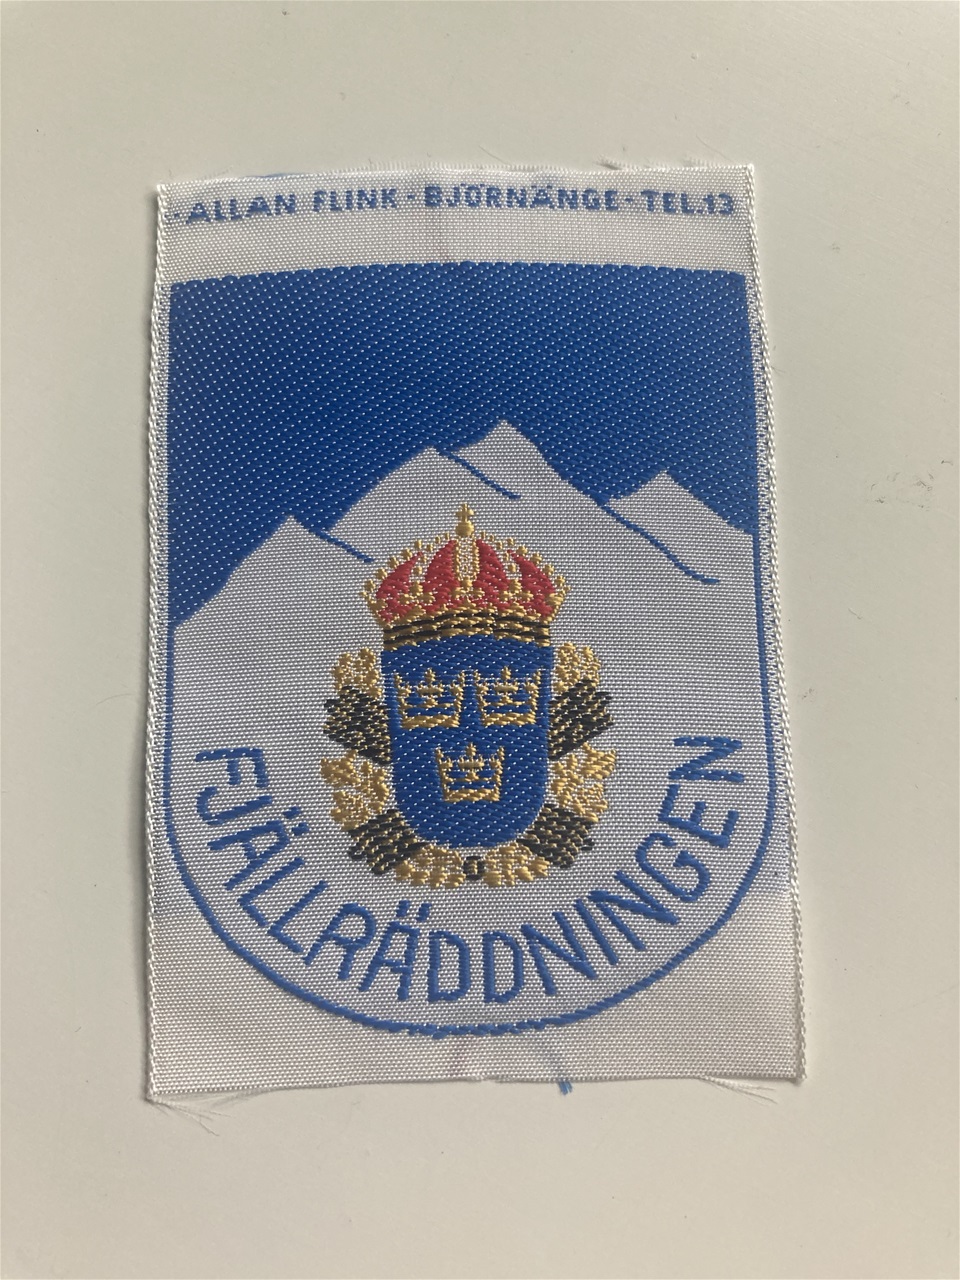 -ALLAN FLINK - BJÖRNÄNGE - TEL.13
FJÄLLRÄDDNINGEN